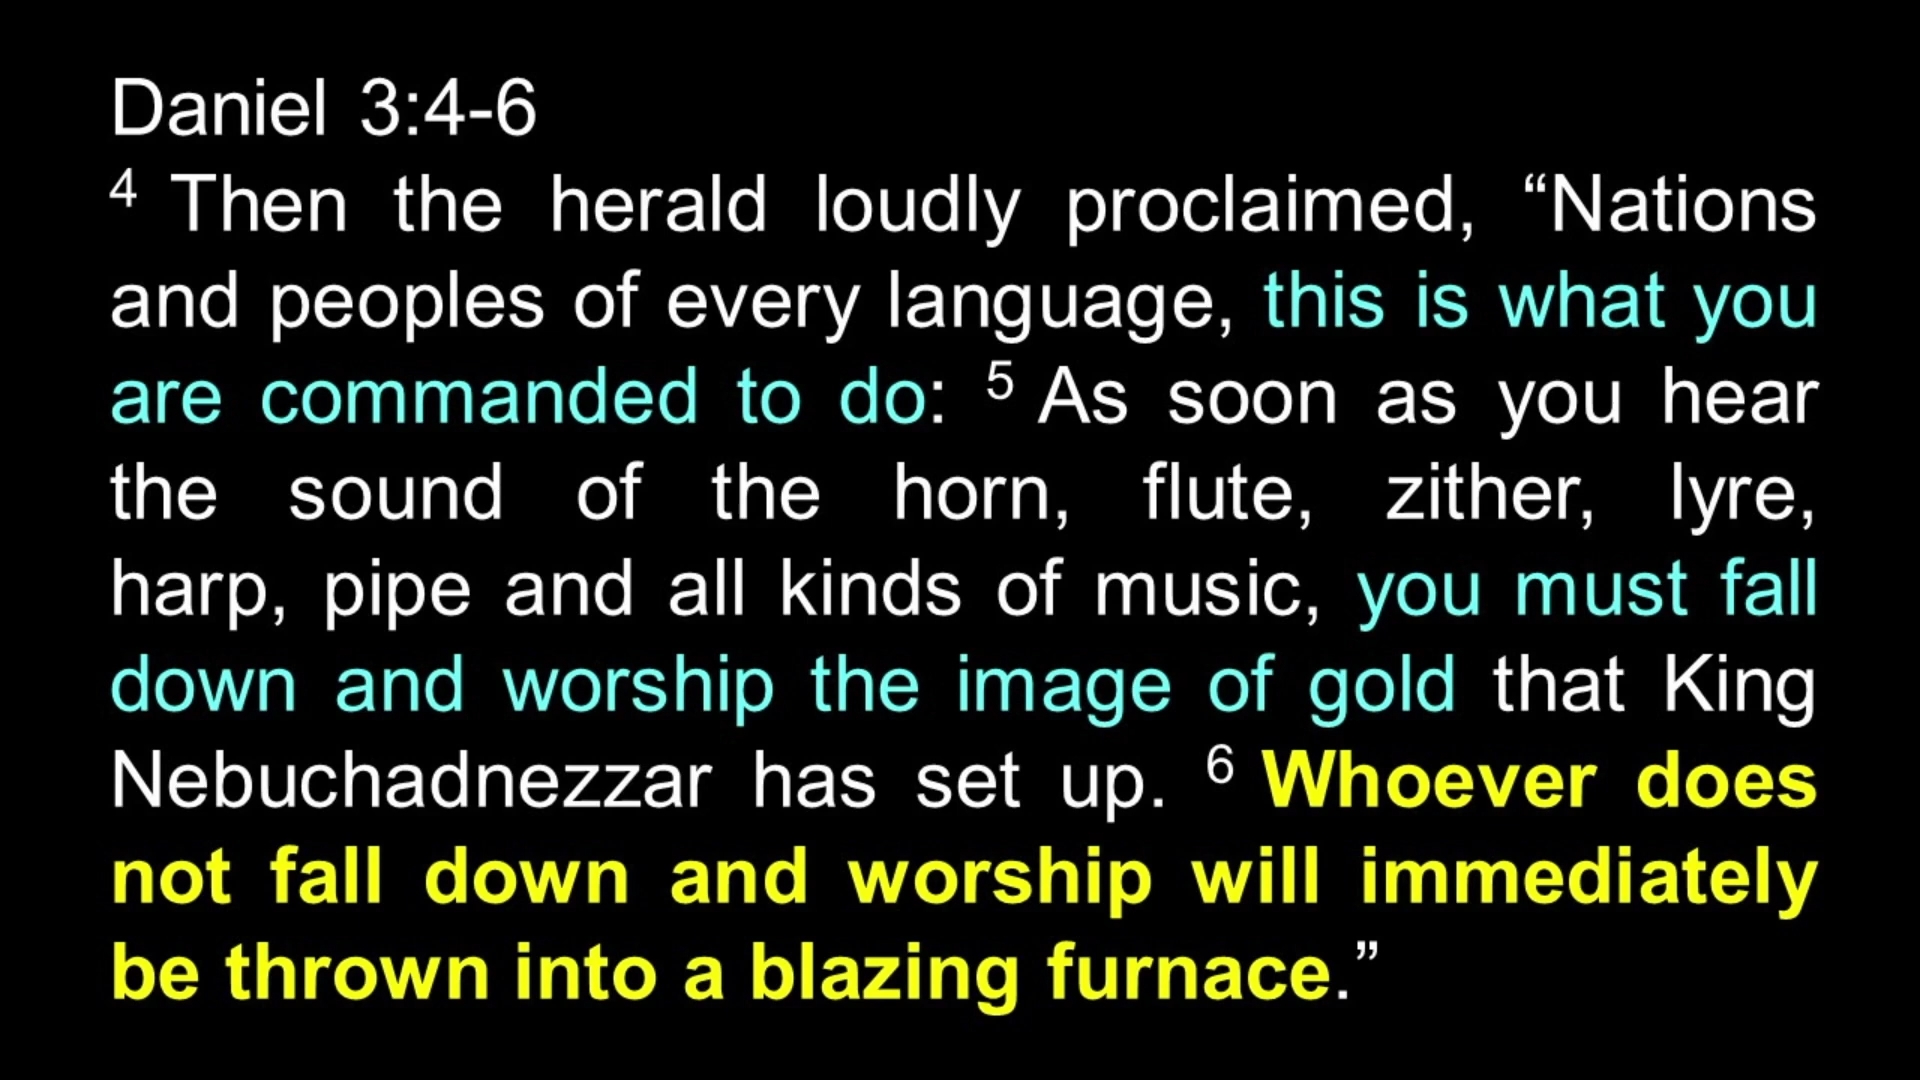 Daniel 3:4-6
4 Then the herald loudly proclaimed, “Nations
and peoples of every language, this is what you
are commanded to do: 5 As soon as you hear
the sound of the horn, flute, zither, lyre,
harp, pipe and all kinds of music, you must fall
down and worship the image of gold that King
Nebuchadnezzar has set up. 6 Whoever does
not fall down and worship will immediately
be thrown into a blazing furnace.”